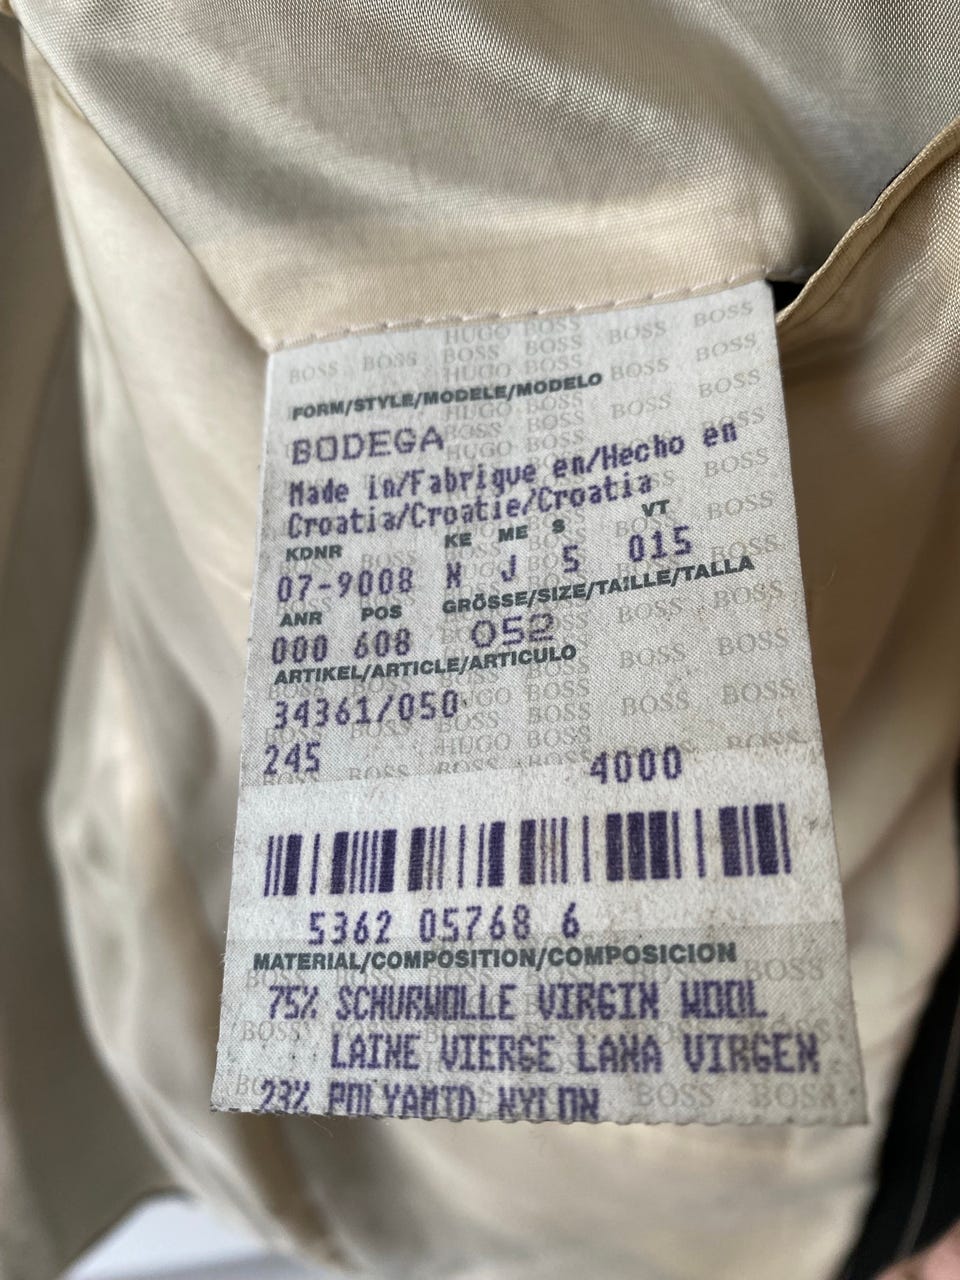 FORM/STYLE/MODELE/MODELO
BODEGA
Made in/Fabrique en/Hecho en
Croatia/Croatie/Croatia
KDNR KE ME S VT
07-9008 N J 5 015
ANR POS GRÖSSE/SIZE/TAILLE/TALLA
000 608 052
ARTIKEL/ARTICLE/ARTICULO
34361/050
245 4000
5362 05768 6
MATERIAL/COMPOSITION/COMPOSICION
75% SCHURWOLLE VIRGIN WOOL
LAINE VIERGE LANA VIRGEN
23% POLYAMID NYLON
HUGO BOSS